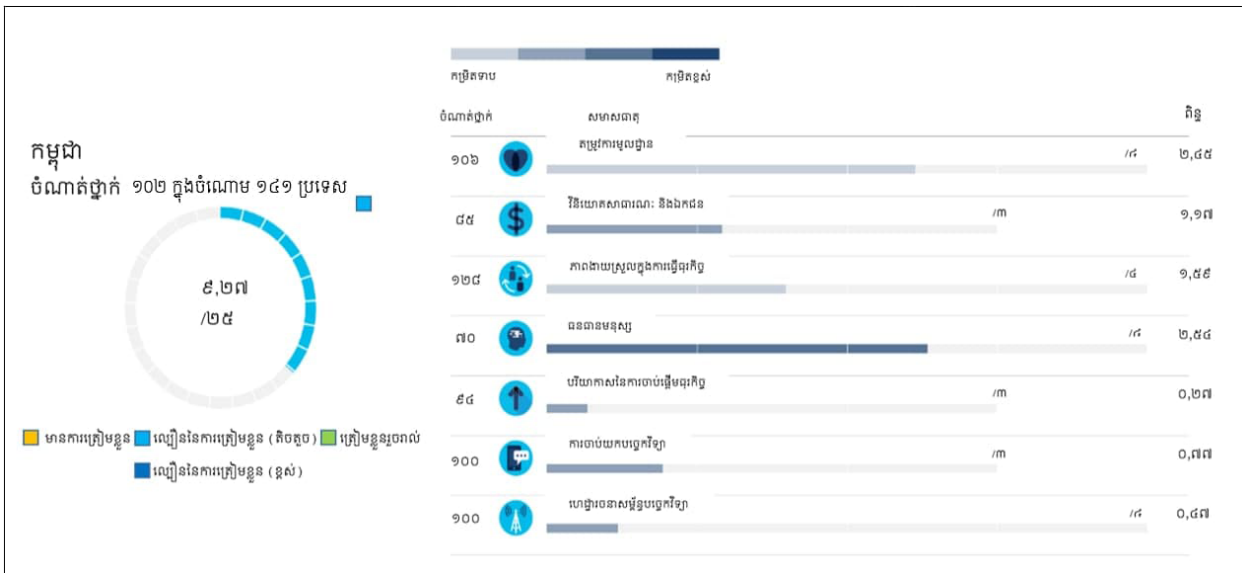 កម្រិតទាប កម្រិតខ្ពស់
ចំណាត់ថ្នាក់ សមាសធាតុ ពិន្ទុ
កម្ពុជា
ចំណាត់ថ្នាក់ ១០២ ក្នុងចំណោម ១៤១ ប្រទេស
៩,២៧
/២៥
មានការត្រៀមខ្លួន ល្បឿននៃការត្រៀមខ្លួន (តិចតួច) ត្រៀមខ្លួនរួចរាល់
ល្បឿននៃការត្រៀមខ្លួន (ខ្ពស់)
១០៦ តម្រូវការមូលដ្ឋាន /៤ ២,៤៥
៨៥ វិនិយោគសាធារណៈ និងឯកជន /៣ ១,១៧
១២៨ ភាពងាយស្រួលក្នុងការធ្វើធុរកិច្ច /៤ ១,៥៩
៧០ ធនធានមនុស្ស /៤ ២,៥៤
៩៤ បរិយាកាសនៃការចាប់ផ្តើមធុរកិច្ច /៣ ០,២៧
១០០ ការចាប់យកបច្ចេកវិទ្យា /៣ ០,៧៧
១០០ ហេដ្ឋារចនាសម្ព័ន្ធបច្ចេកវិទ្យា /៤ ០,៤៧